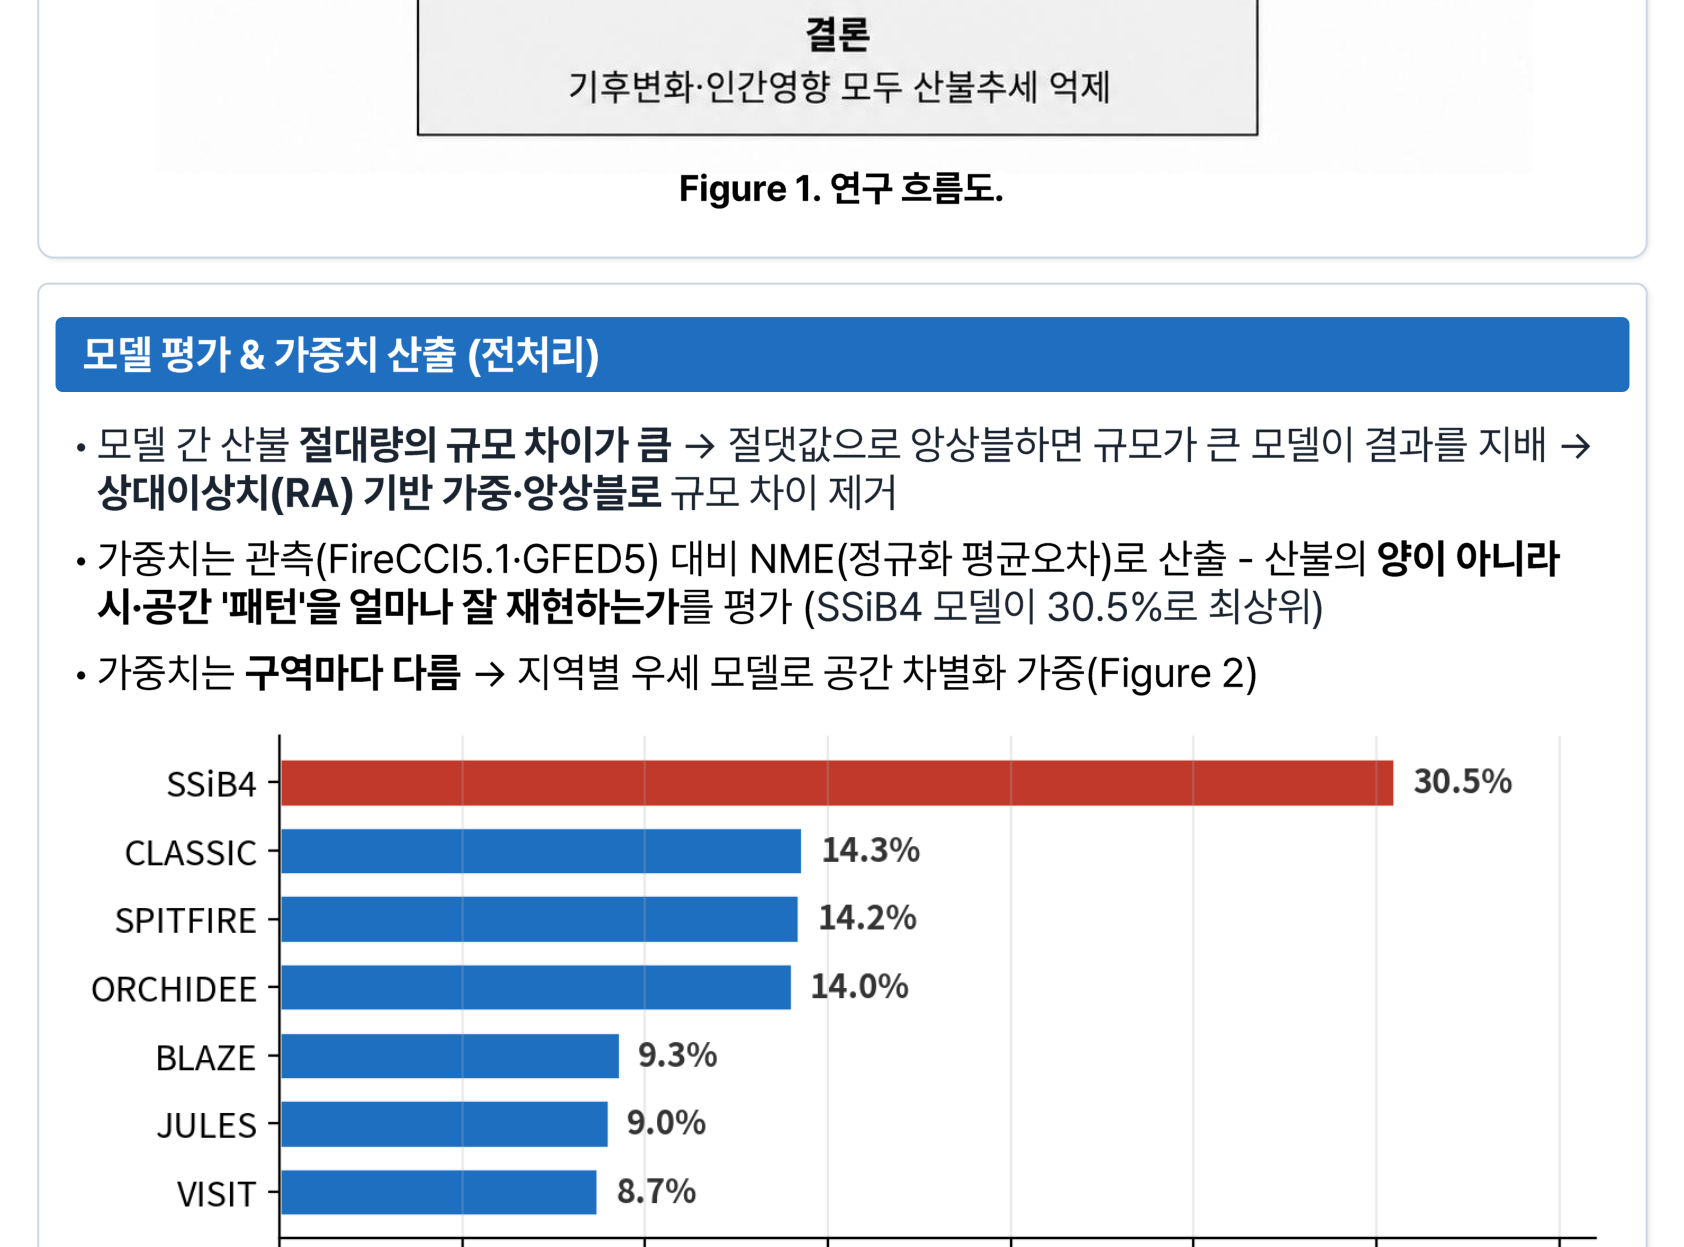 결론
기후변화·인간영향 모두 산불추세 억제
Figure 1. 연구 흐름도.
모델 평가 & 가중치 산출 (전처리)
• 모델 간 산불 절대량의 규모 차이가 큼 → 절댓값으로 앙상블하면 규모가 큰 모델이 결과를 지배 →
상대이상치(RA) 기반 가중·앙상블로 규모 차이 제거
• 가중치는 관측(FireCCI5.1·GFED5) 대비 NME(정규화 평균오차)로 산출 - 산불의 양이 아니라
시·공간 '패턴'을 얼마나 잘 재현하는가를 평가 (SSiB4 모델이 30.5%로 최상위)
• 가중치는 구역마다 다름 → 지역별 우세 모델로 공간 차별화 가중(Figure 2)
SSiB4 30.5%
CLASSIC 14.3%
SPITFIRE 14.2%
ORCHIDEE 14.0%
BLAZE 9.3%
JULES 9.0%
VISIT 8.7%